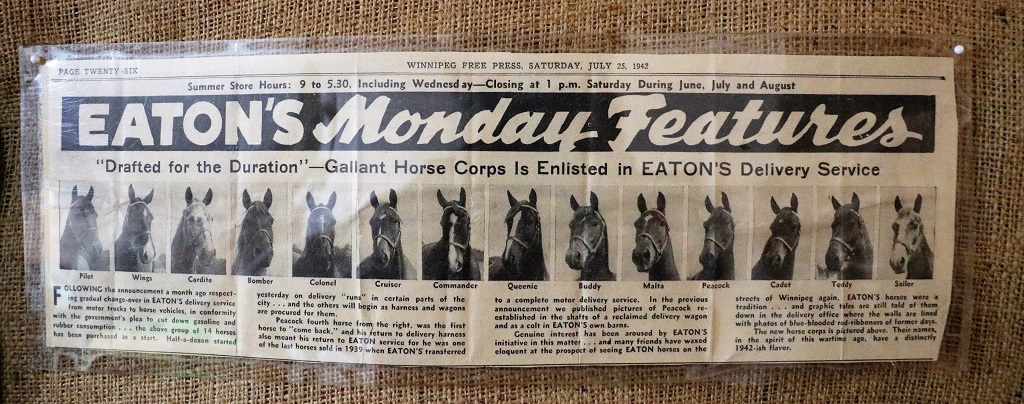 PAGE TWENTY-SIX
WINNIPEG FREE PRESS, SATURDAY, JULY 25, 1942
Summer Store Hours: 9 to 5.30, Including Wednesday—Closing at 1 p.m. Saturday During June, July and August
EATON'S Monday Features
"Drafted for the Duration"—Gallant Horse Corps Is Enlisted in EATON'S Delivery Service
Pilot Wings Cordite Bomber Colonel Cruiser Commander Queenie Buddy Malta Peacock Cadet Teddy Sailor
FOLLOWING the announcement a month ago respect-
ing gradual change-over in EATON'S delivery service
from motor trucks to horse vehicles, in conformity
with the government's plea to cut down gasoline and
rubber consumption ... the above group of 14 horses
has been purchased as a start. Half-a-dozen started
yesterday on delivery "runs" in certain parts of the
city ... and the others will begin as harness and wagons
are procured for them.
Peacock fourth horse from the right, was the first
horse to "come back," and his return to delivery harness
also meant his return to EATON service for he was one
of the last horses sold in 1939 when EATON'S transferred
to a complete motor delivery service. In the previous
announcement we published pictures of Peacock re-
established in the shafts of a reclaimed delivery wagon
and as a colt in EATON'S own barns.
Genuine interest has been aroused by EATON'S
initiative in this matter ... and many friends have waxed
eloquent at the prospect of seeing EATON horses on the
streets of Winnipeg again. EATON'S horses were a
tradition ... and graphic tales are still told of them
down in the delivery office where the walls are lined
with photos of blue-blooded red-ribboners of former days.
The new horse corps is pictured above. Their names,
in the spirit of this wartime age, have a distinctly
1942-ish flavor.